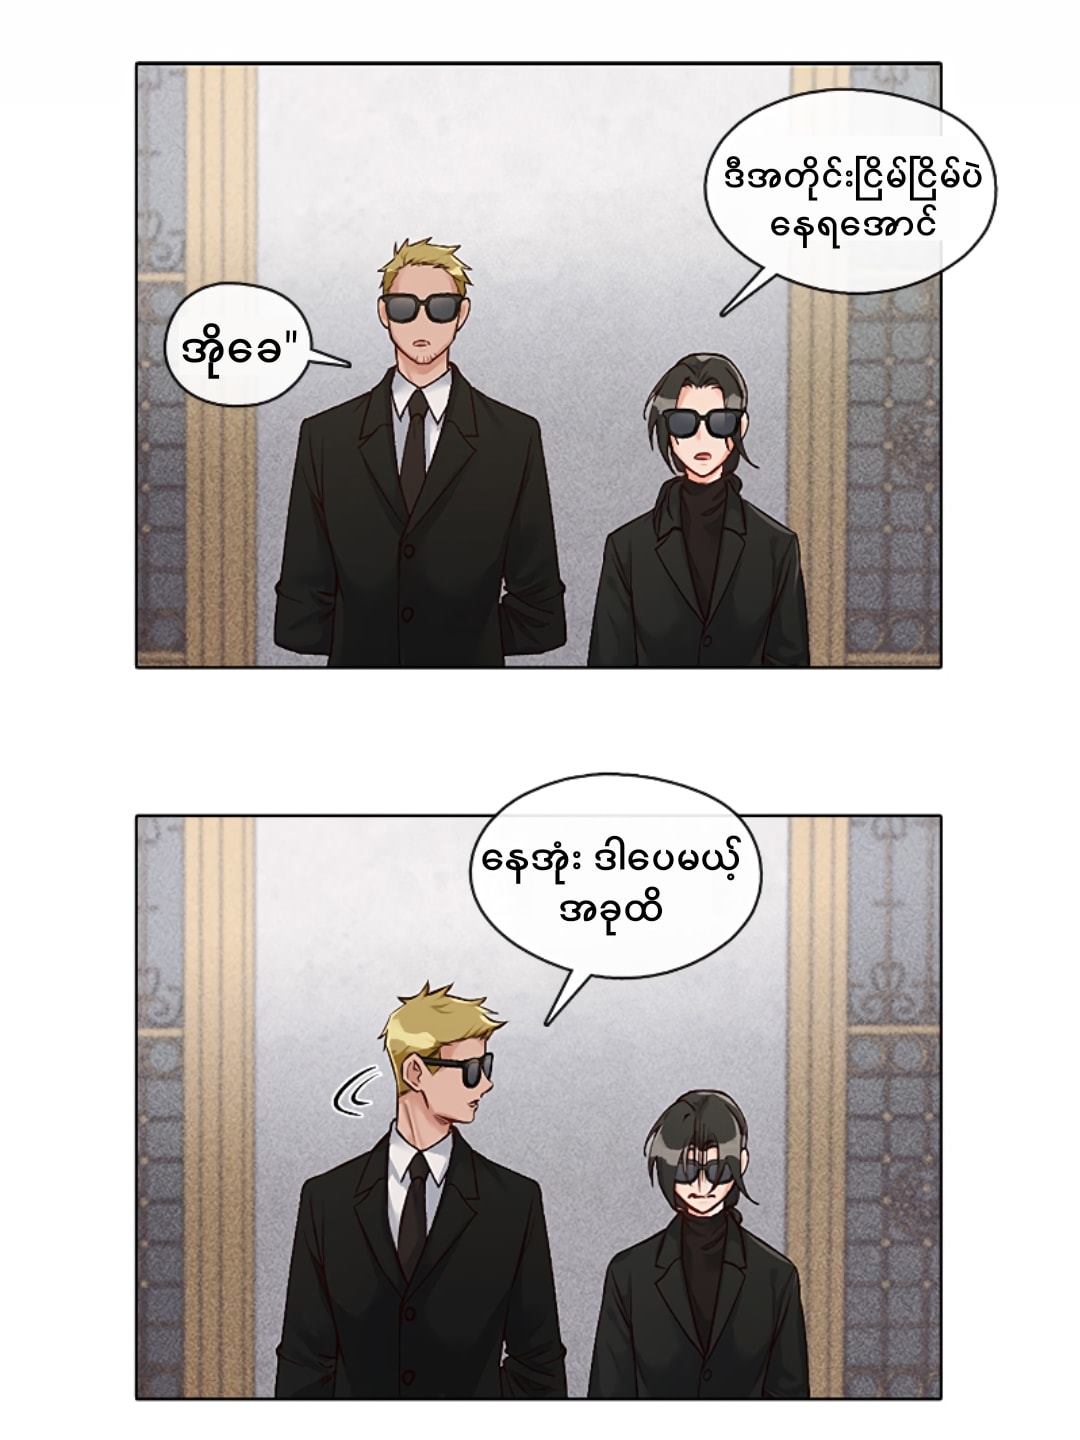 ဒီအတိုင်းငြိမ်ငြိမ်ပဲ
နေရအောင်
အိုခေ"
နေအုံး ဒါပေမယ့်
အခုထိ